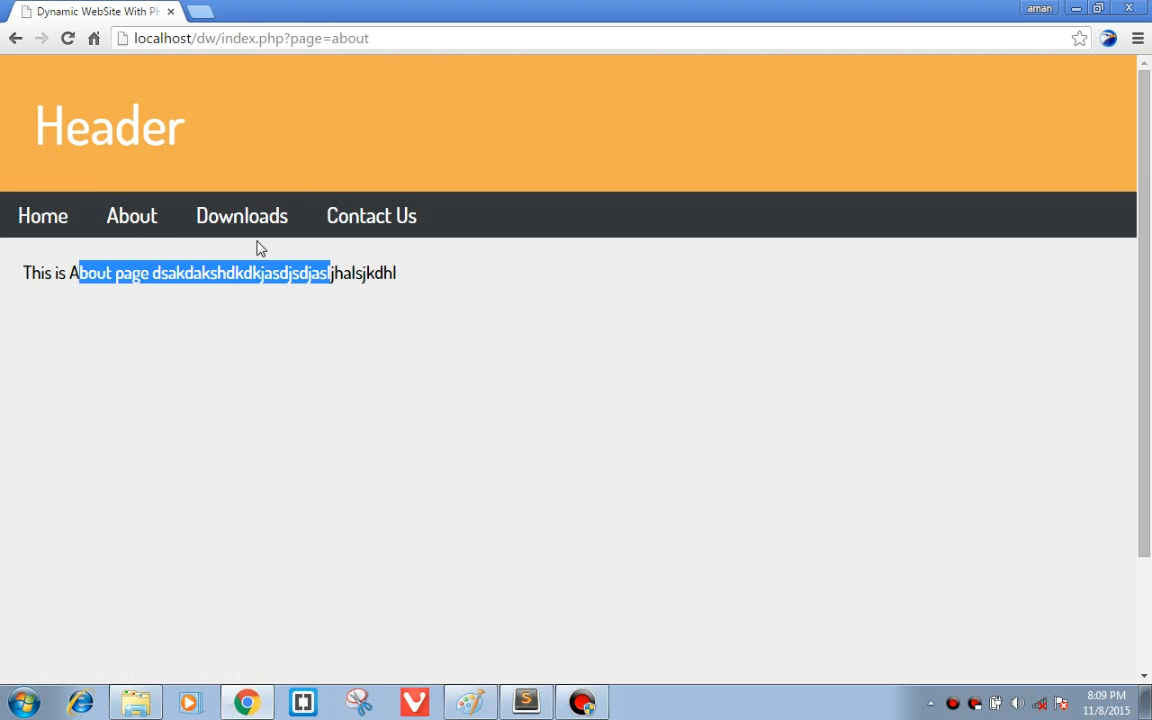 Dynamic WebSite With PH
aman
localhost/dw/index.php?page=about
Header
Home About Downloads Contact Us
This is About page dsakdakshdkdkjasdjsdjasljhalsjkdhl
8:09 PM
11/8/2015